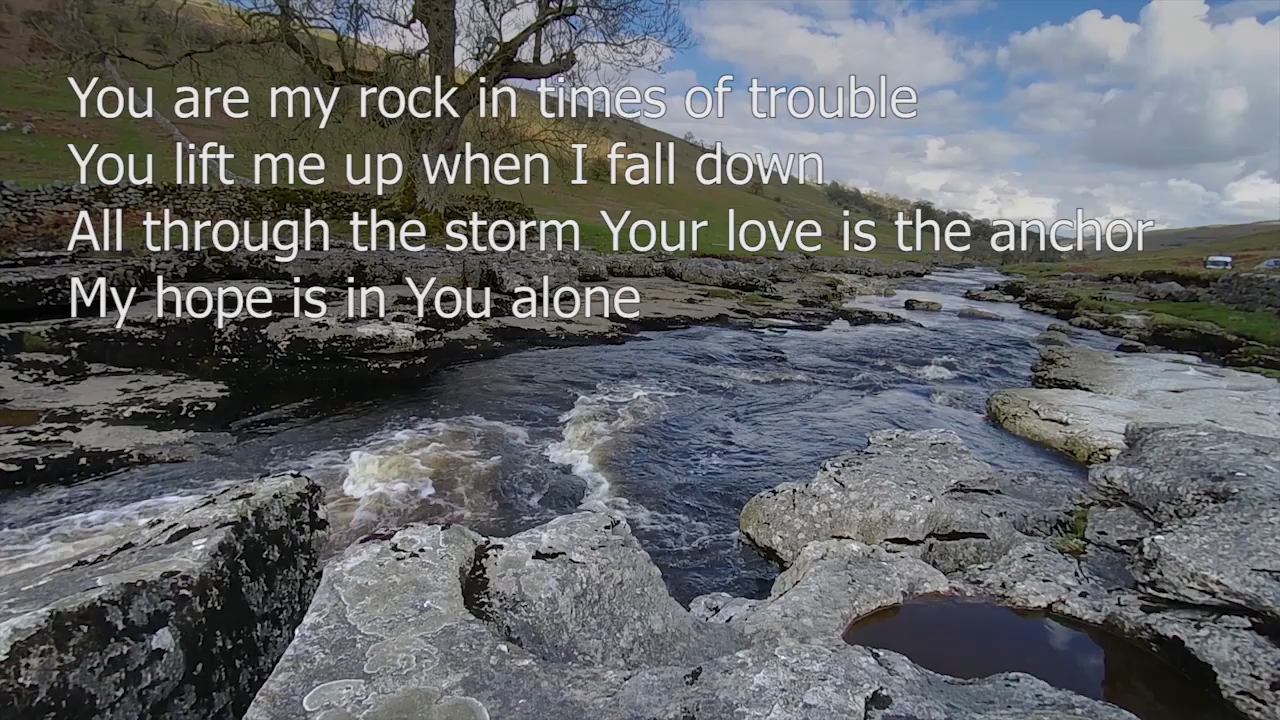 You are my rock in times of trouble
You lift me up when I fall down
All through the storm Your love is the anchor
My hope is in You alone